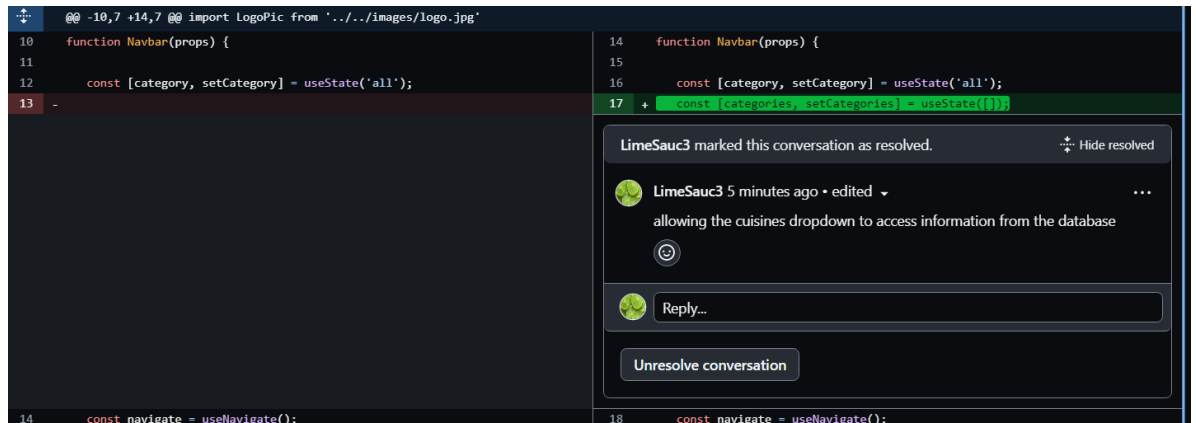 @@ -10,7 +14,7 @@ import LogoPic from '../../images/logo.jpg'
10 function Navbar(props) {
11
12 const [category, setCategory] = useState('all');
13 -
14 function Navbar(props) {
15
16 const [category, setCategory] = useState('all');
17 + const [categories, setCategories] = useState([]);
LimeSauc3 marked this conversation as resolved. Hide resolved
LimeSauc3 5 minutes ago • edited
allowing the cuisines dropdown to access information from the database
Reply...
Unresolve conversation
14 const navigate = useNavigate();
18 const navigate = useNavigate();